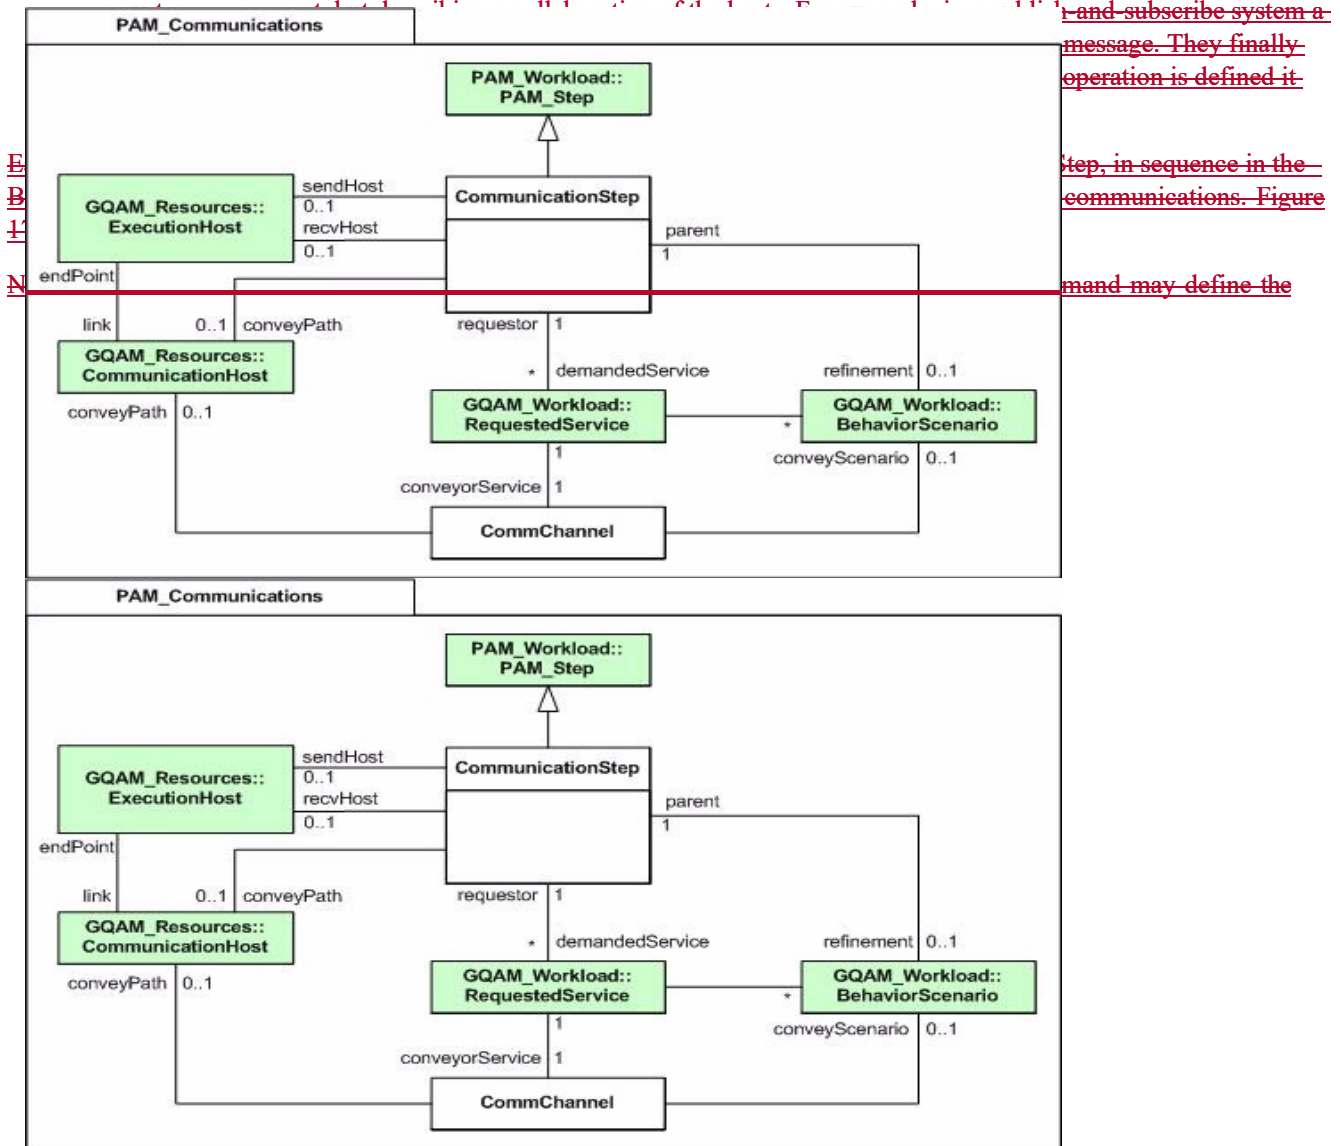 PAM_Communications
h-and-subscribe system a
message. They finally
operation is defined it
PAM_Workload::
PAM_Step
E
Step, in sequence in the
B
communications. Figure
sendHost
0..1
recvHost
0..1
GQAM_Resources::
ExecutionHost
CommunicationStep
parent
1
endPoint
N
mand may define the
link
0..1 conveyPath
requestor 1
GQAM_Resources::
CommunicationHost
* demandedService
refinement 0..1
conveyPath 0..1
GQAM_Workload::
RequestedService
*
GQAM_Workload::
BehaviorScenario
1
conveyScenario 0..1
conveyorService 1
CommChannel
PAM_Communications
PAM_Workload::
PAM_Step
sendHost
0..1
recvHost
0..1
GQAM_Resources::
ExecutionHost
CommunicationStep
parent
1
endPoint
link
0..1 conveyPath
requestor 1
GQAM_Resources::
CommunicationHost
* demandedService
refinement 0..1
conveyPath 0..1
GQAM_Workload::
RequestedService
*
GQAM_Workload::
BehaviorScenario
1
conveyScenario 0..1
conveyorService 1
CommChannel